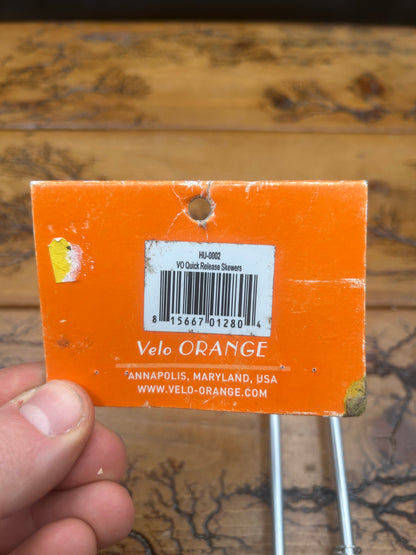 HU-0002
VO Quick Release Skewers
8 15667 01280 4
Velo ORANGE
ANNAPOLIS, MARYLAND, USA
WWW.VELO-ORANGE.COM